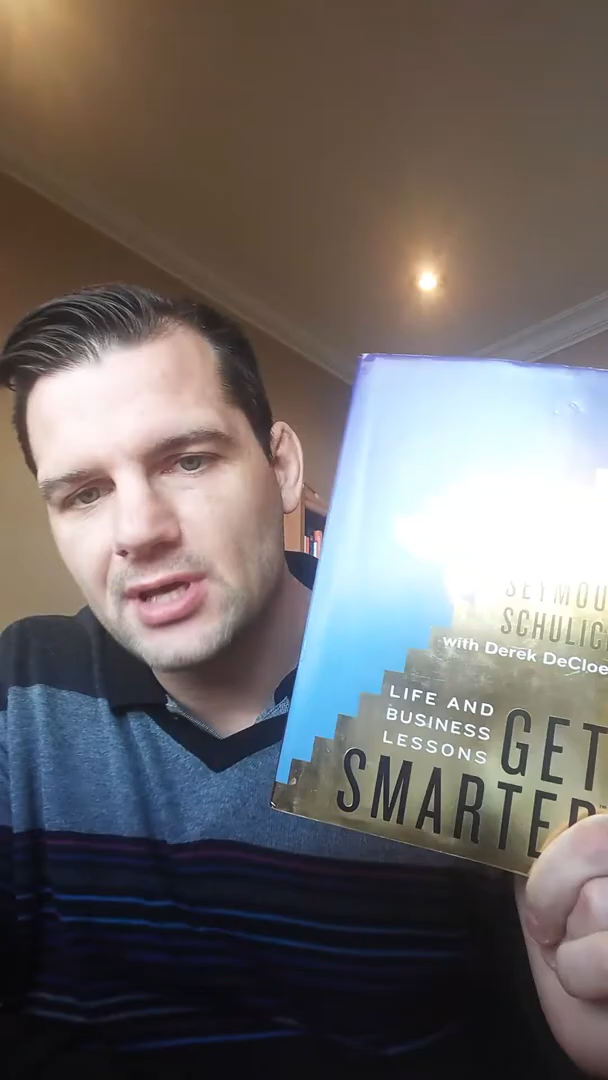 SEYMOU
SCHULIC
with Derek DeCloe
LIFE AND
BUSINESS
LESSONS
GET
SMARTER